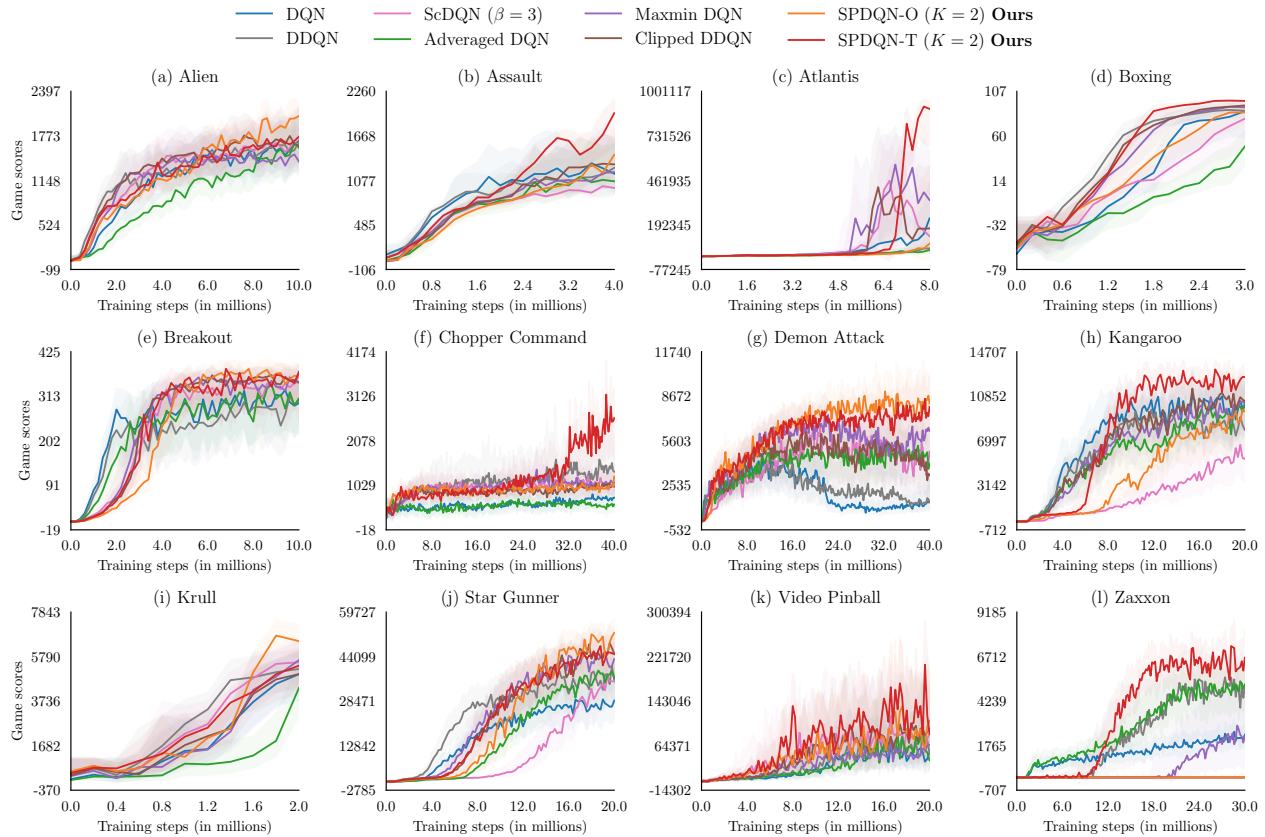 DQN ScDQN (β = 3) Maxmin DQN SPDQN-O (K = 2) Ours
DDQN Adveraged DQN Clipped DDQN SPDQN-T (K = 2) Ours
(a) Alien (b) Assault (c) Atlantis (d) Boxing
2397 2260 1001117 107
1773 1668 731526 60
1148 1077 461935 14
524 485 192345 -32
-99 -106 -77245 -79
Game scores
0.0 2.0 4.0 6.0 8.0 10.0 0.0 0.8 1.6 2.4 3.2 4.0 0.0 1.6 3.2 4.8 6.4 8.0 0.0 0.6 1.2 1.8 2.4 3.0
Training steps (in millions) Training steps (in millions) Training steps (in millions) Training steps (in millions)
(e) Breakout (f) Chopper Command (g) Demon Attack (h) Kangaroo
425 4174 11740 14707
313 3126 8672 10852
202 2078 5603 6997
91 1029 2535 3142
-19 -18 -532 -712
Game scores
0.0 2.0 4.0 6.0 8.0 10.0 0.0 8.0 16.0 24.0 32.0 40.0 0.0 8.0 16.0 24.0 32.0 40.0 0.0 4.0 8.0 12.0 16.0 20.0
Training steps (in millions) Training steps (in millions) Training steps (in millions) Training steps (in millions)
(i) Krull (j) Star Gunner (k) Video Pinball (l) Zaxxon
7843 59727 300394 9185
5790 44099 221720 6712
3736 28471 143046 4239
1682 12842 64371 1765
-370 -2785 -14302 -707
Game scores
0.0 0.4 0.8 1.2 1.6 2.0 0.0 4.0 8.0 12.0 16.0 20.0 0.0 4.0 8.0 12.0 16.0 20.0 0.0 6.0 12.0 18.0 24.0 30.0
Training steps (in millions) Training steps (in millions) Training steps (in millions) Training steps (in millions)